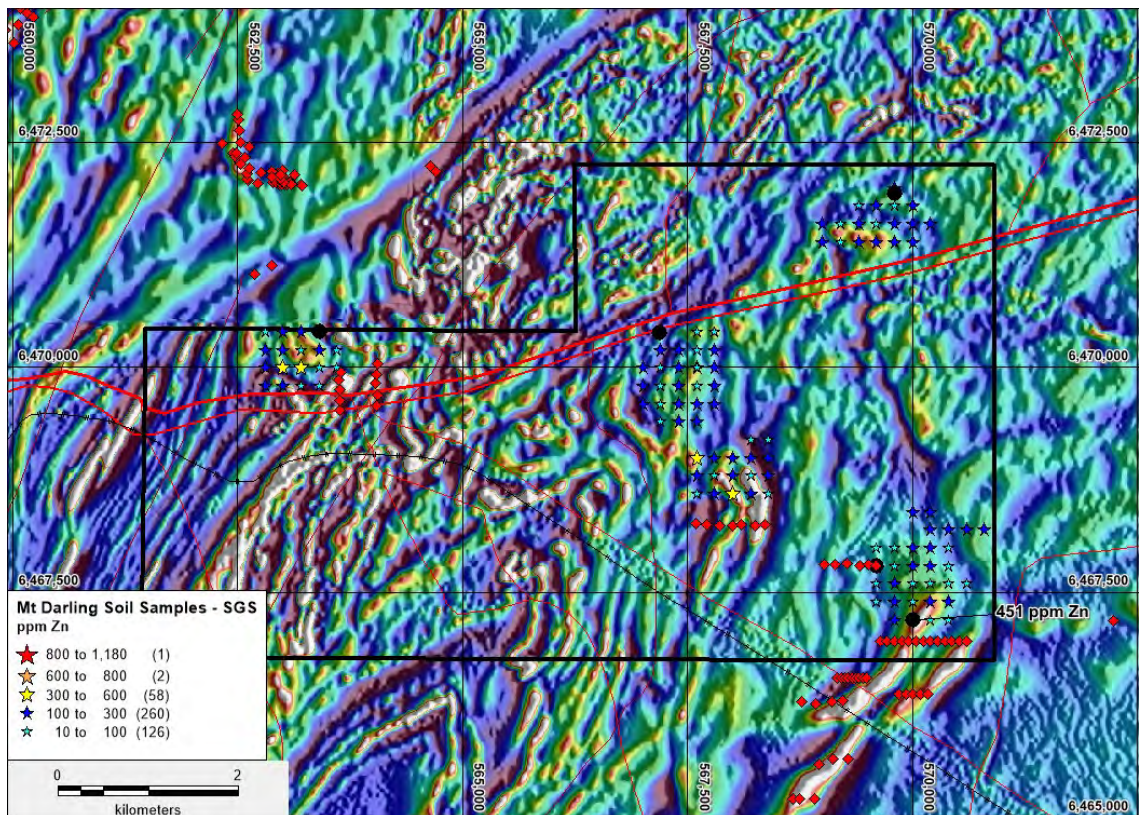 560,000
562,500
565,000
567,500
570,000
6,472,500
6,472,500
6,470,000
6,470,000
6,467,500
6,467,500
451 ppm Zn
Mt Darling Soil Samples - SGS
ppm Zn
800 to 1,180 (1)
600 to 800 (2)
300 to 600 (58)
100 to 300 (260)
10 to 100 (126)
0 2
kilometers
565,000
567,500
570,000
6,465,000